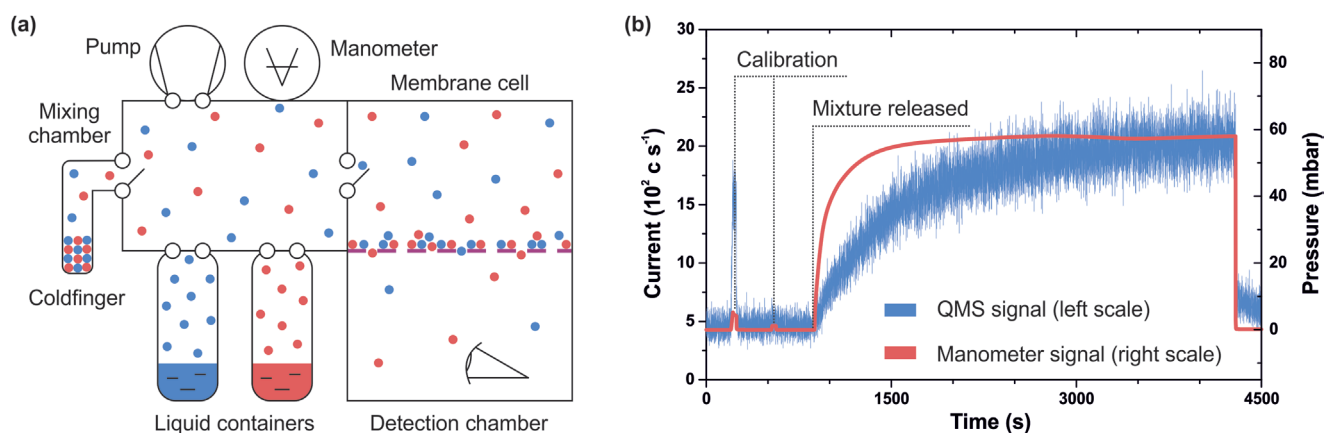 (a)
Pump
Manometer
Mixing
chamber
Membrane cell
Coldfinger
Liquid containers
Detection chamber
(b)
30
25
20
15
10
5
0
Current (10² c s⁻¹)
Calibration
Mixture released
QMS signal (left scale)
Manometer signal (right scale)
80
60
40
20
0
Pressure (mbar)
0
1500
3000
4500
Time (s)